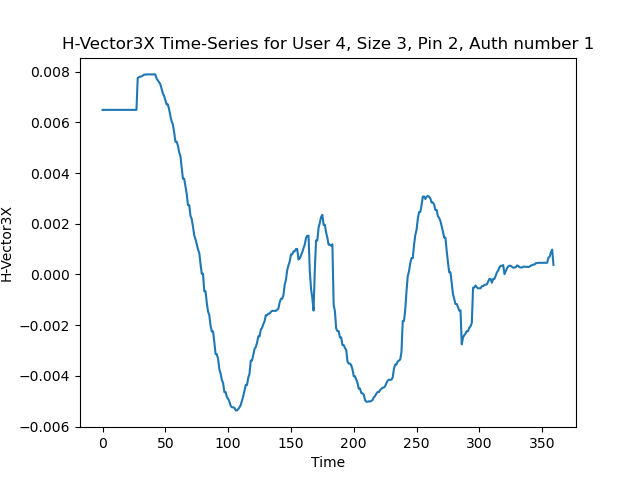 H-Vector3X Time-Series for User 4, Size 3, Pin 2, Auth number 1
H-Vector3X
0.008
0.006
0.004
0.002
0.000
−0.002
−0.004
−0.006
0 50 100 150 200 250 300 350
Time